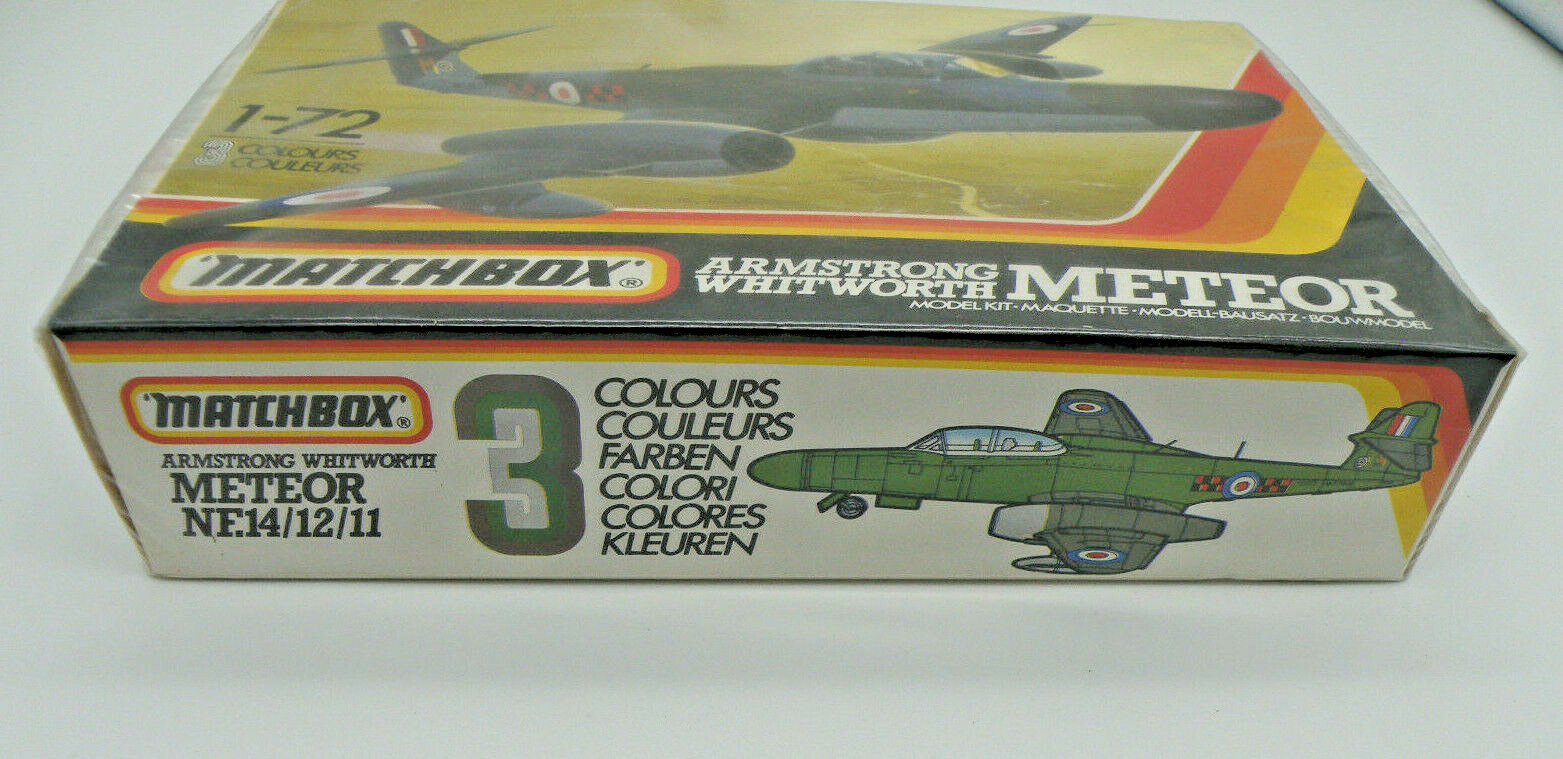 1-72
3 COLOURS
COULEURS
'MATCHBOX'®
ARMSTRONG
WHITWORTH
METEOR
MODEL KIT · MAQUETTE · MODELL-BAUSATZ · BOUWMODEL
'MATCHBOX'®
ARMSTRONG WHITWORTH
METEOR
NF.14/12/11
3
COLOURS
COULEURS
FARBEN
COLORI
COLORES
KLEUREN